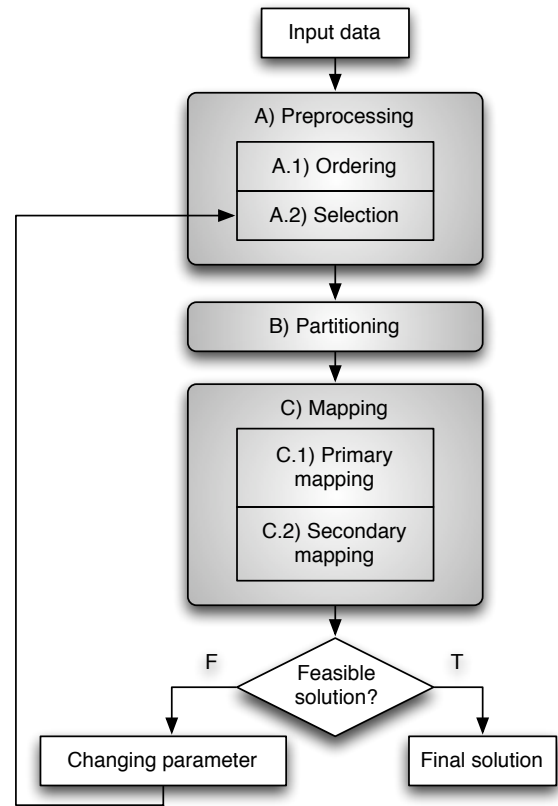 Input data
A) Preprocessing
A.1) Ordering
A.2) Selection
B) Partitioning
C) Mapping
C.1) Primary
mapping
C.2) Secondary
mapping
F
Feasible
solution?
T
Changing parameter
Final solution